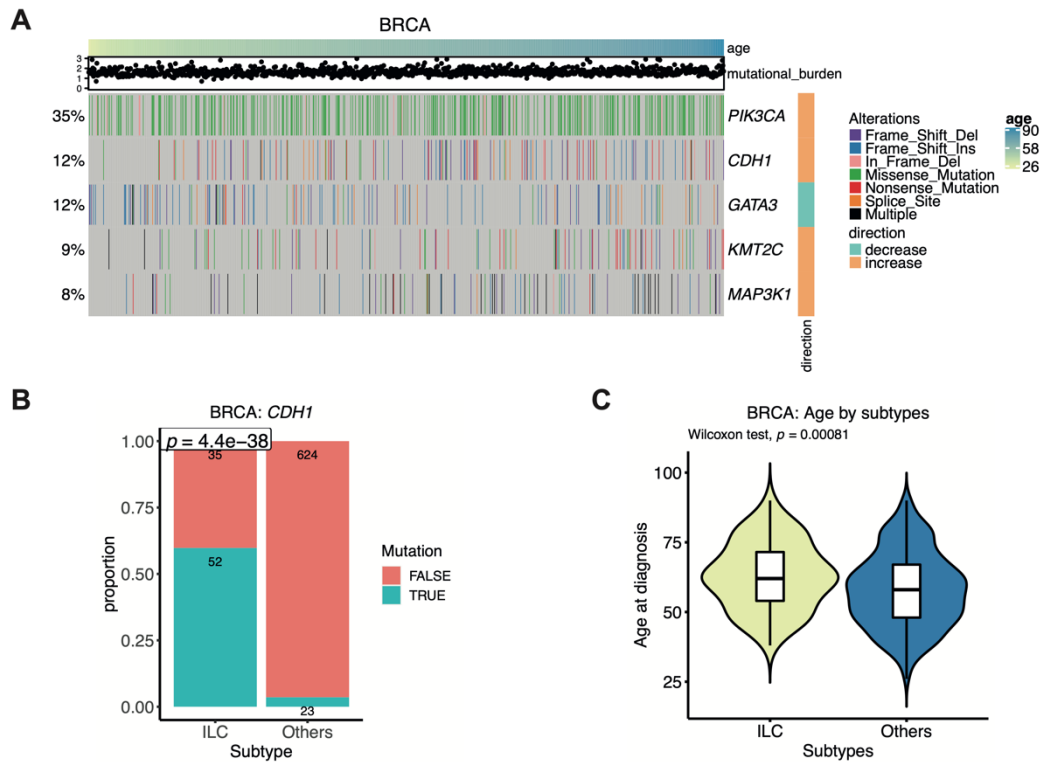 A
BRCA
age
3
2
1
0
mutational_burden
35%
PIK3CA
12%
CDH1
12%
GATA3
9%
KMT2C
8%
MAP3K1
direction
Alterations
Frame_Shift_Del
Frame_Shift_Ins
In_Frame_Del
Missense_Mutation
Nonsense_Mutation
Splice_Site
Multiple
direction
decrease
increase
age
90
58
26
B
BRCA: CDH1
p = 4.4e−38
1.00
0.75
0.50
0.25
0.00
proportion
35
624
52
23
ILC
Others
Subtype
Mutation
FALSE
TRUE
C
BRCA: Age by subtypes
Wilcoxon test, p = 0.00081
100
75
50
25
Age at diagnosis
ILC
Others
Subtypes